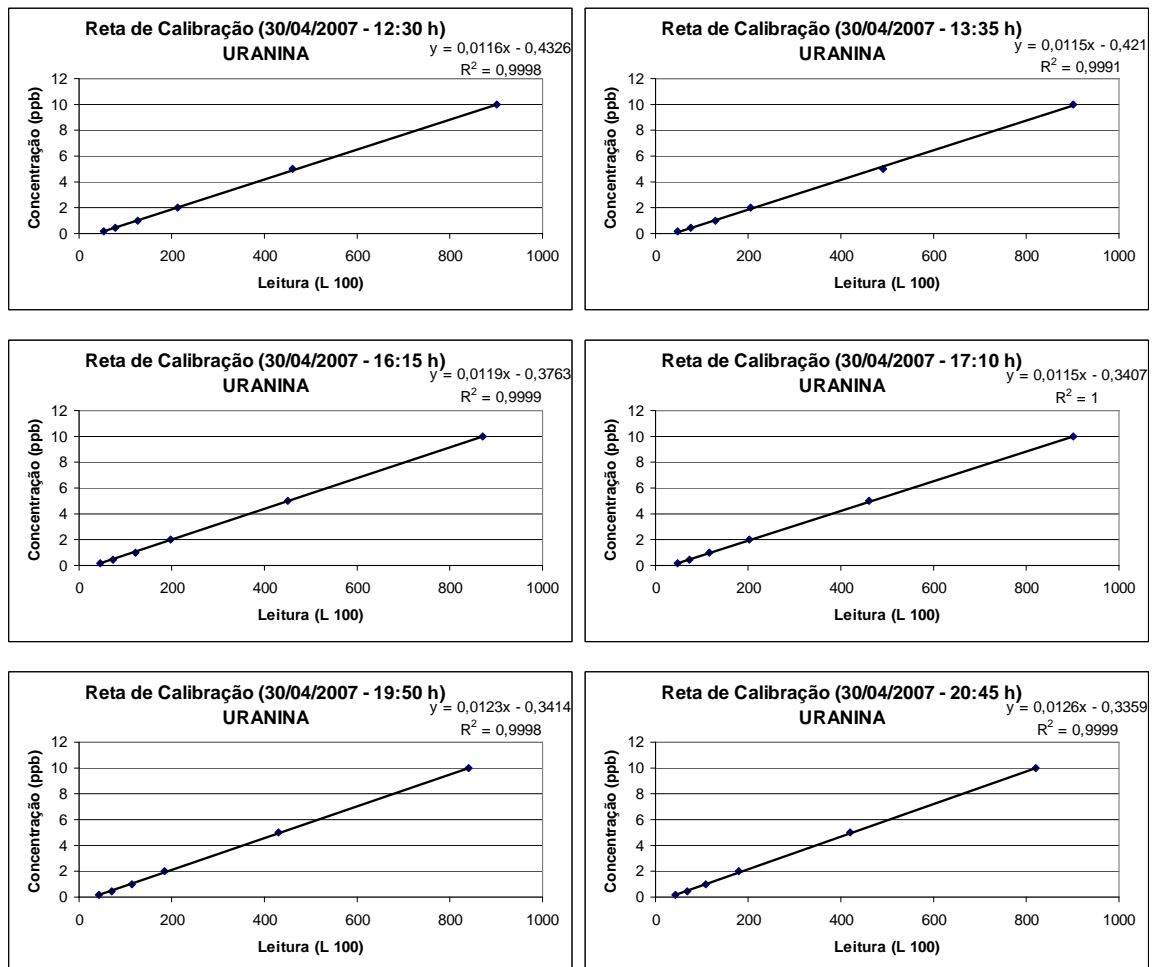 Reta de Calibração (30/04/2007 - 12:30 h)
URANINA
y = 0,0116x - 0,4326
R² = 0,9998
12
10
8
6
4
2
0
Concentração (ppb)
0 200 400 600 800 1000
Leitura (L 100)
Reta de Calibração (30/04/2007 - 13:35 h)
URANINA
y = 0,0115x - 0,421
R² = 0,9991
12
10
8
6
4
2
0
Concentração (ppb)
0 200 400 600 800 1000
Leitura (L 100)
Reta de Calibração (30/04/2007 - 16:15 h)
URANINA
y = 0,0119x - 0,3763
R² = 0,9999
12
10
8
6
4
2
0
Concentração (ppb)
0 200 400 600 800 1000
Leitura (L 100)
Reta de Calibração (30/04/2007 - 17:10 h)
URANINA
y = 0,0115x - 0,3407
R² = 1
12
10
8
6
4
2
0
Concentração (ppb)
0 200 400 600 800 1000
Leitura (L 100)
Reta de Calibração (30/04/2007 - 19:50 h)
URANINA
y = 0,0123x - 0,3414
R² = 0,9998
12
10
8
6
4
2
0
Concentração (ppb)
0 200 400 600 800 1000
Leitura (L 100)
Reta de Calibração (30/04/2007 - 20:45 h)
URANINA
y = 0,0126x - 0,3359
R² = 0,9999
12
10
8
6
4
2
0
Concentração (ppb)
0 200 400 600 800 1000
Leitura (L 100)